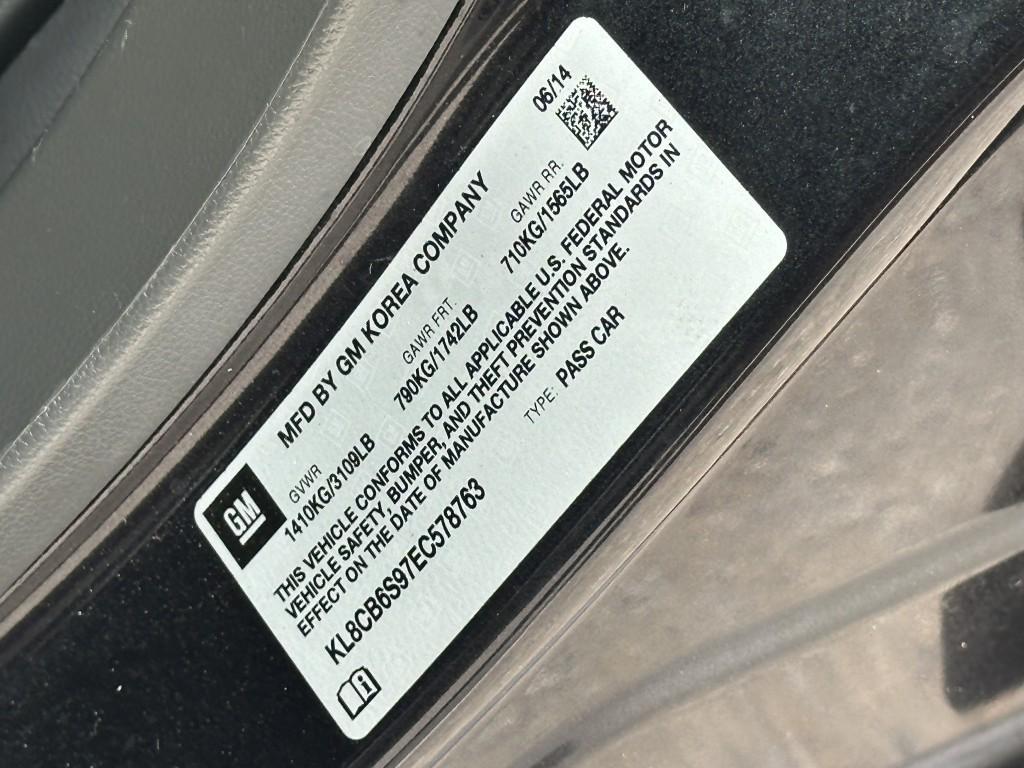 MFD BY GM KOREA COMPANY
06/14
GM
GVWR
GAWR FRT.
GAWR RR.
1410KG/3109LB
790KG/1742LB
710KG/1565LB
THIS VEHICLE CONFORMS TO ALL APPLICABLE U.S. FEDERAL MOTOR
VEHICLE SAFETY, BUMPER, AND THEFT PREVENTION STANDARDS IN
EFFECT ON THE DATE OF MANUFACTURE SHOWN ABOVE.
KL8CB6S97EC578763
TYPE: PASS CAR